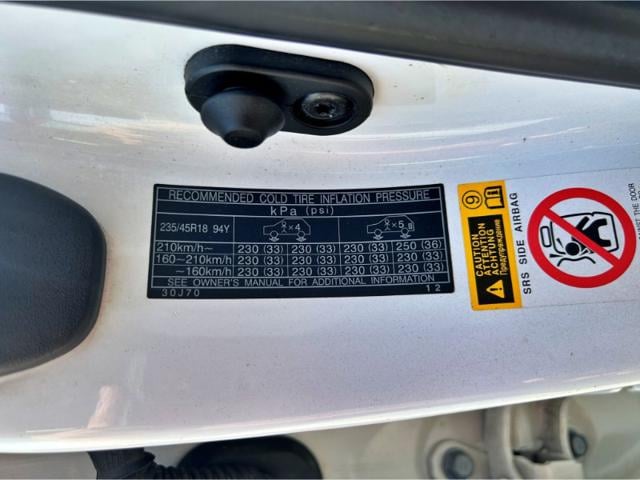 RECOMMENDED COLD TIRE INFLATION PRESSURE
kPa (psi)
235/45R18 94Y 2×4 2×5
210km/h~ 230 (33) 230 (33) 230 (33) 250 (36)
160~210km/h 230 (33) 230 (33) 230 (33) 230 (33)
~160km/h 230 (33) 230 (33) 230 (33) 230 (33)
SEE OWNER'S MANUAL FOR ADDITIONAL INFORMATION
30J70 12
9
CAUTION
ATTENTION
ACHTUNG
Предупреждение
SRS SIDE AIRBAG
THE DOOR